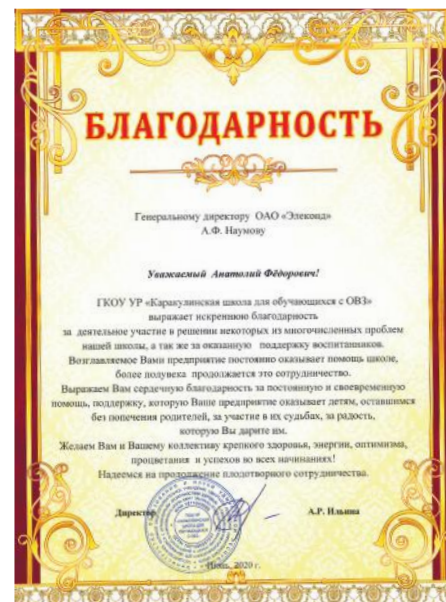 БЛАГОДАРНОСТЬ
Генеральному директору ОАО «Элеконд»
А.Ф. Наумову
Уважаемый Анатолий Фёдорович!
ГКОУ УР «Каракулинская школа для обучающихся с ОВЗ»
выражает искреннюю благодарность
за деятельное участие в решении некоторых из многочисленных проблем
нашей школы, а так же за оказанную поддержку воспитанников.
Возглавляемое Вами предприятие постоянно оказывает помощь школе,
более полувека продолжается это сотрудничество.
Выражаем Вам сердечную благодарность за постоянную и своевременную
помощь, поддержку, которую Ваше предприятие оказывает детям, оставшимся
без попечения родителей, за участие в их судьбах, за радость,
которую Вы дарите им.
Желаем Вам и Вашему коллективу крепкого здоровья, энергии, оптимизма,
процветания и успехов во всех начинаниях!
Надеемся на продолжение плодотворного сотрудничества.
Директор А.Р. Ильина
2020 г.